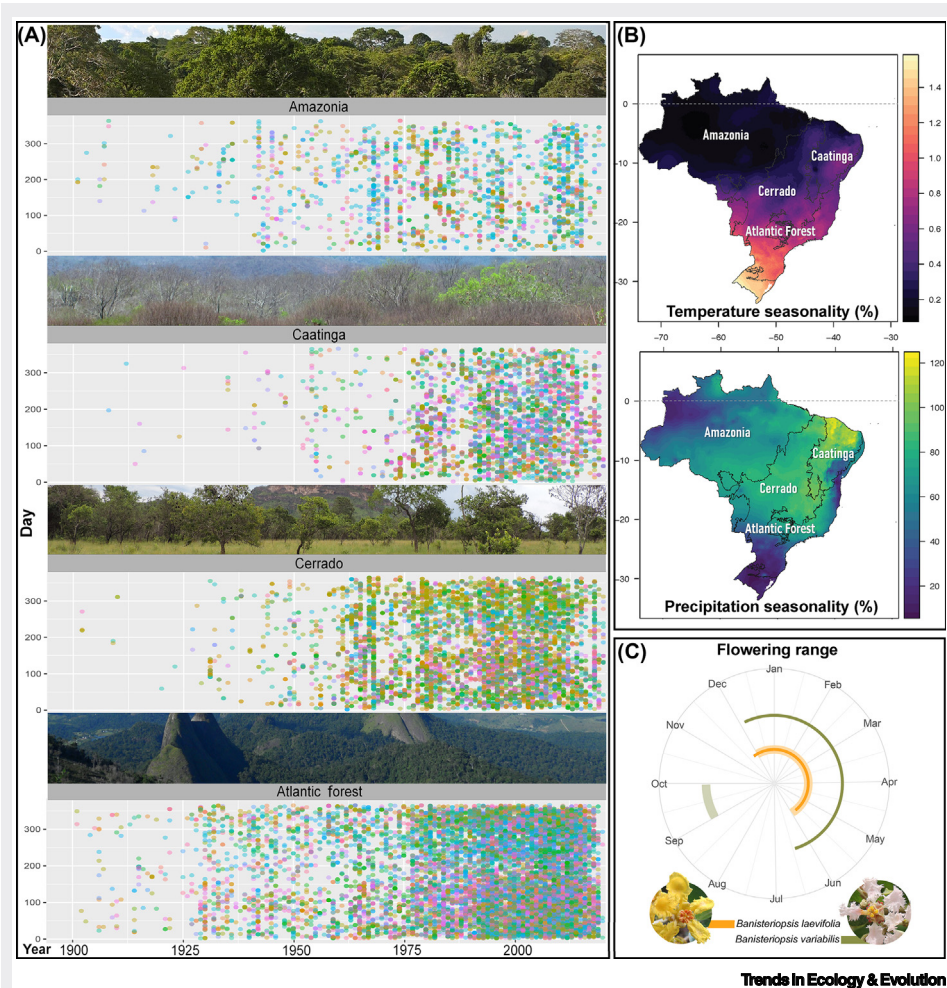 (A)
Amazonia
300
200
100
0
Caatinga
300
200
100
0
Day
Cerrado
300
200
100
0
Atlantic forest
300
200
100
0
Year 1900 1925 1950 1975 2000
(B)
0
-10
-20
-30
Amazonia
Caatinga
Cerrado
Atlantic Forest
Temperature seasonality (%)
1.4
1.2
1.0
0.8
0.6
0.4
0.2
-70 -60 -50 -40 -30
0
-10
-20
-30
Amazonia
Caatinga
Cerrado
Atlantic Forest
Precipitation seasonality (%)
120
100
80
60
40
20
(C)
Flowering range
Jan
Feb
Mar
Apr
May
Jun
Jul
Aug
Sep
Oct
Nov
Dec
Banisteriopsis laevifolia
Banisteriopsis variabilis
Trends in Ecology & Evolution